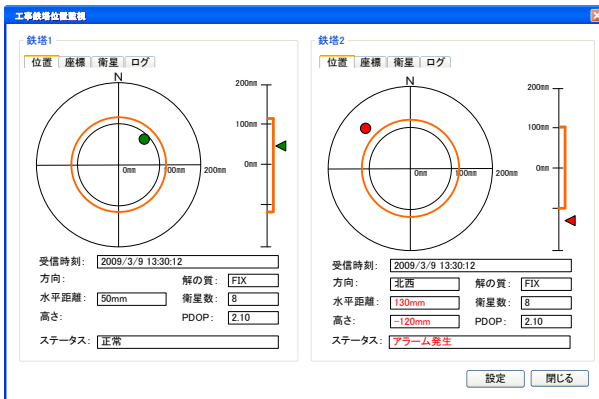 工事鉄塔位置監視
鉄塔1
位置 座標 衛星 ログ
N
200mm
100mm
0mm
0mm 100mm 200mm
受信時刻: 2009/3/9 13:30:12
方向: 解の質: FIX
水平距離: 50mm 衛星数: 8
高さ: PDOP: 2.10
ステータス: 正常
鉄塔2
位置 座標 衛星 ログ
N
200mm
100mm
0mm
0mm 100mm 200mm
受信時刻: 2009/3/9 13:30:12
方向: 北西 解の質: FIX
水平距離: 130mm 衛星数: 8
高さ: -120mm PDOP: 2.10
ステータス: アラーム発生
設定 閉じる